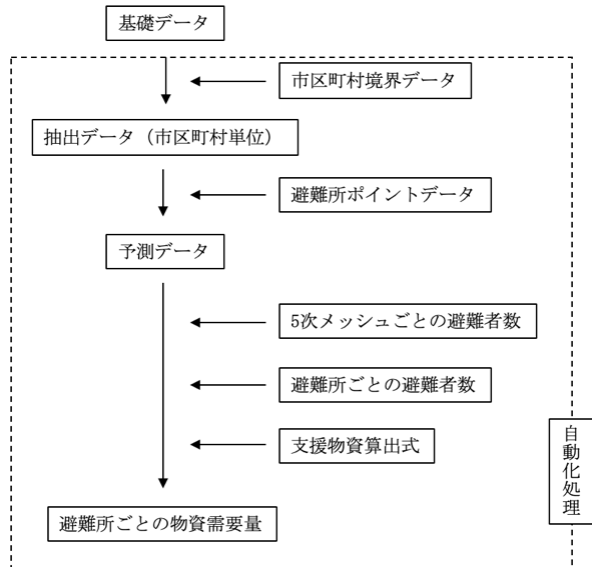 基礎データ
市区町村境界データ
抽出データ（市区町村単位）
避難所ポイントデータ
予測データ
5次メッシュごとの避難者数
避難所ごとの避難者数
支援物資算出式
自動化処理
避難所ごとの物資需要量